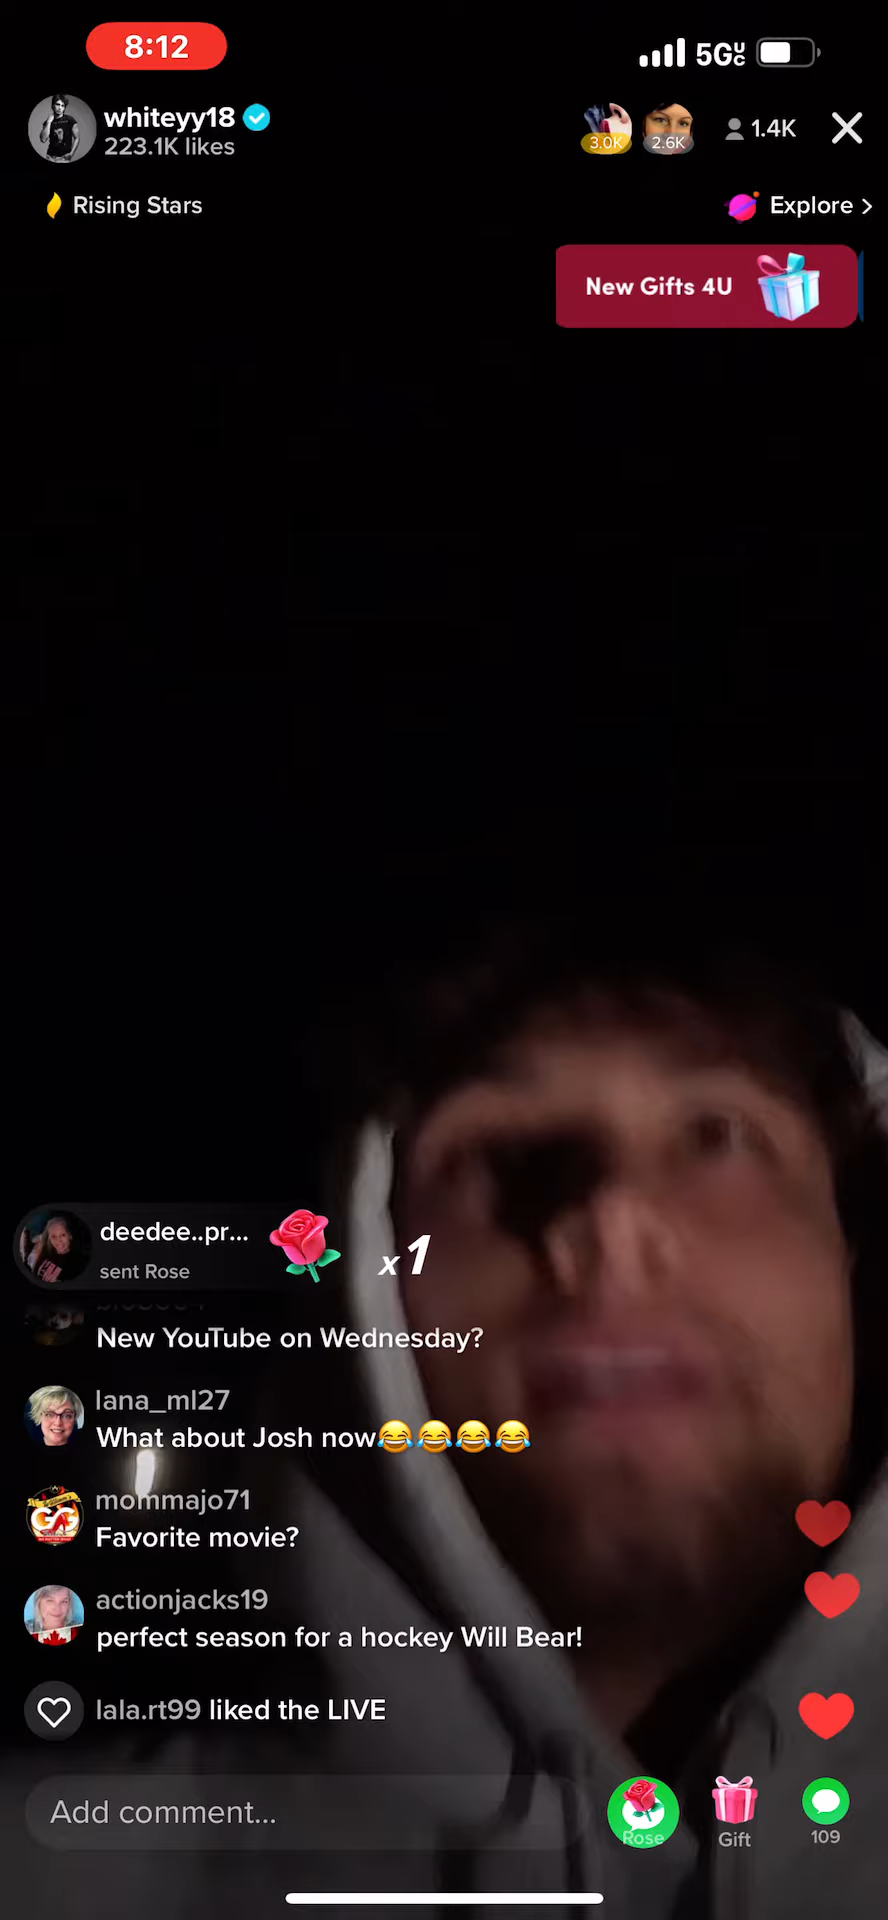 8:12
5G UC
whiteyy18
223.1K likes
3.0K
2.6K
1.4K
Rising Stars
Explore >
New Gifts 4U
deedee..pr...
sent Rose
x1
New YouTube on Wednesday?
lana_ml27
What about Josh now😂😂😂😂
mommajo71
Favorite movie?
actionjacks19
perfect season for a hockey Will Bear!
lala.rt99 liked the LIVE
Add comment...
Rose
Gift
109